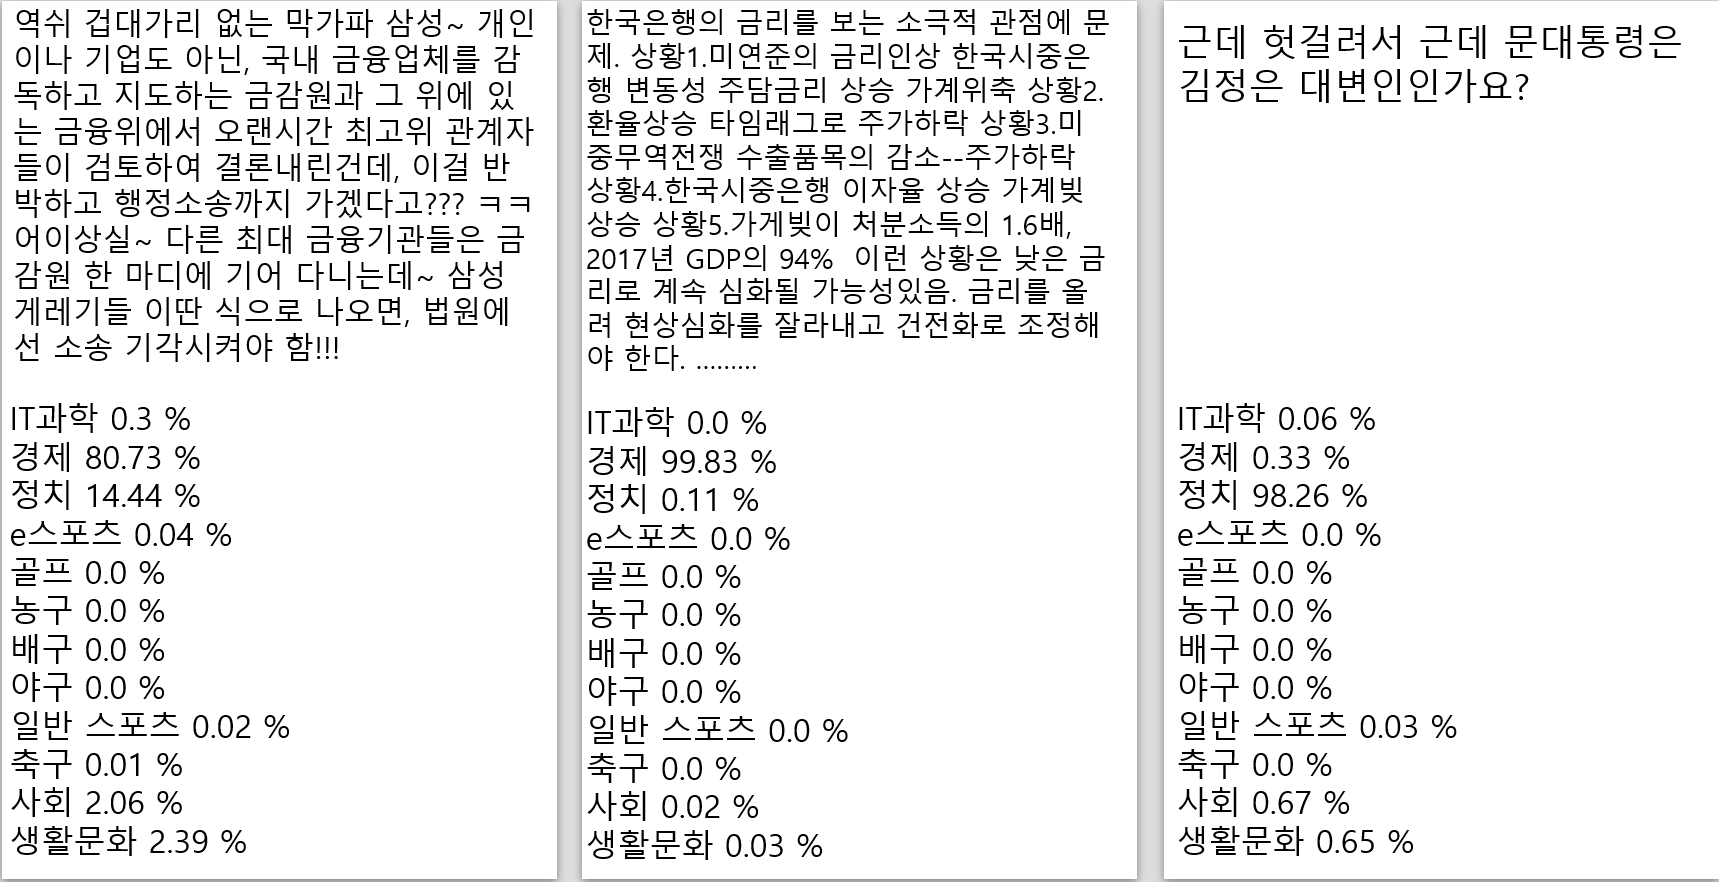 역쉬 겁대가리 없는 막가파 삼성~ 개인
이나 기업도 아닌, 국내 금융업체를 감
독하고 지도하는 금감원과 그 위에 있
는 금융위에서 오랜시간 최고위 관계자
들이 검토하여 결론내린건데, 이걸 반
박하고 행정소송까지 가겠다고??? ㅋㅋ
어이상실~ 다른 최대 금융기관들은 금
감원 한 마디에 기어 다니는데~ 삼성
게레기들 이딴 식으로 나오면, 법원에
선 소송 기각시켜야 함!!!
IT과학 0.3 %
경제 80.73 %
정치 14.44 %
e스포츠 0.04 %
골프 0.0 %
농구 0.0 %
배구 0.0 %
야구 0.0 %
일반 스포츠 0.02 %
축구 0.01 %
사회 2.06 %
생활문화 2.39 %
한국은행의 금리를 보는 소극적 관점에 문
제. 상황1.미연준의 금리인상 한국시중은
행 변동성 주담금리 상승 가계위축 상황2.
환율상승 타임래그로 주가하락 상황3.미
중무역전쟁 수출품목의 감소--주가하락
상황4.한국시중은행 이자율 상승 가계빚
상승 상황5.가게빚이 처분소득의 1.6배,
2017년 GDP의 94%  이런 상황은 낮은 금
리로 계속 심화될 가능성있음. 금리를 올
려 현상심화를 잘라내고 건전화로 조정해
야 한다. .........
IT과학 0.0 %
경제 99.83 %
정치 0.11 %
e스포츠 0.0 %
골프 0.0 %
농구 0.0 %
배구 0.0 %
야구 0.0 %
일반 스포츠 0.0 %
축구 0.0 %
사회 0.02 %
생활문화 0.03 %
근데 헛걸려서 근데 문대통령은
김정은 대변인인가요?
IT과학 0.06 %
경제 0.33 %
정치 98.26 %
e스포츠 0.0 %
골프 0.0 %
농구 0.0 %
배구 0.0 %
야구 0.0 %
일반 스포츠 0.03 %
축구 0.0 %
사회 0.67 %
생활문화 0.65 %